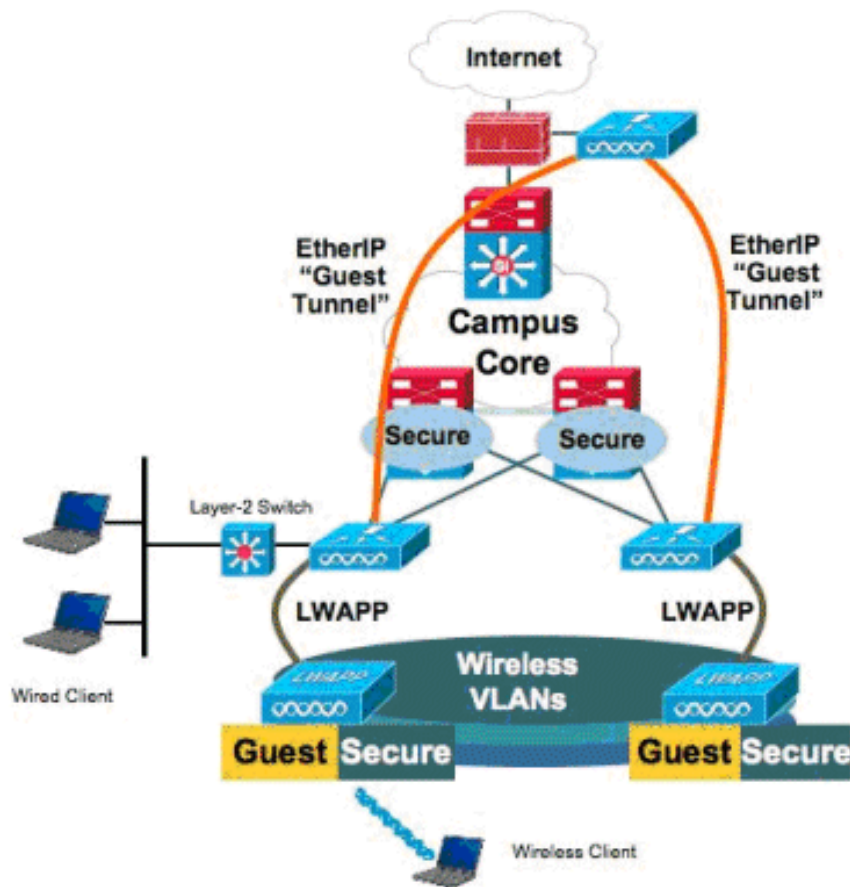 Internet
EtherIP
“Guest
Tunnel”
EtherIP
“Guest
Tunnel”
Campus
Core
Secure
Secure
Layer-2 Switch
LWAPP
LWAPP
Wired Client
Wireless
VLANs
LWAPP
LWAPP
Guest Secure
Guest Secure
Wireless Client